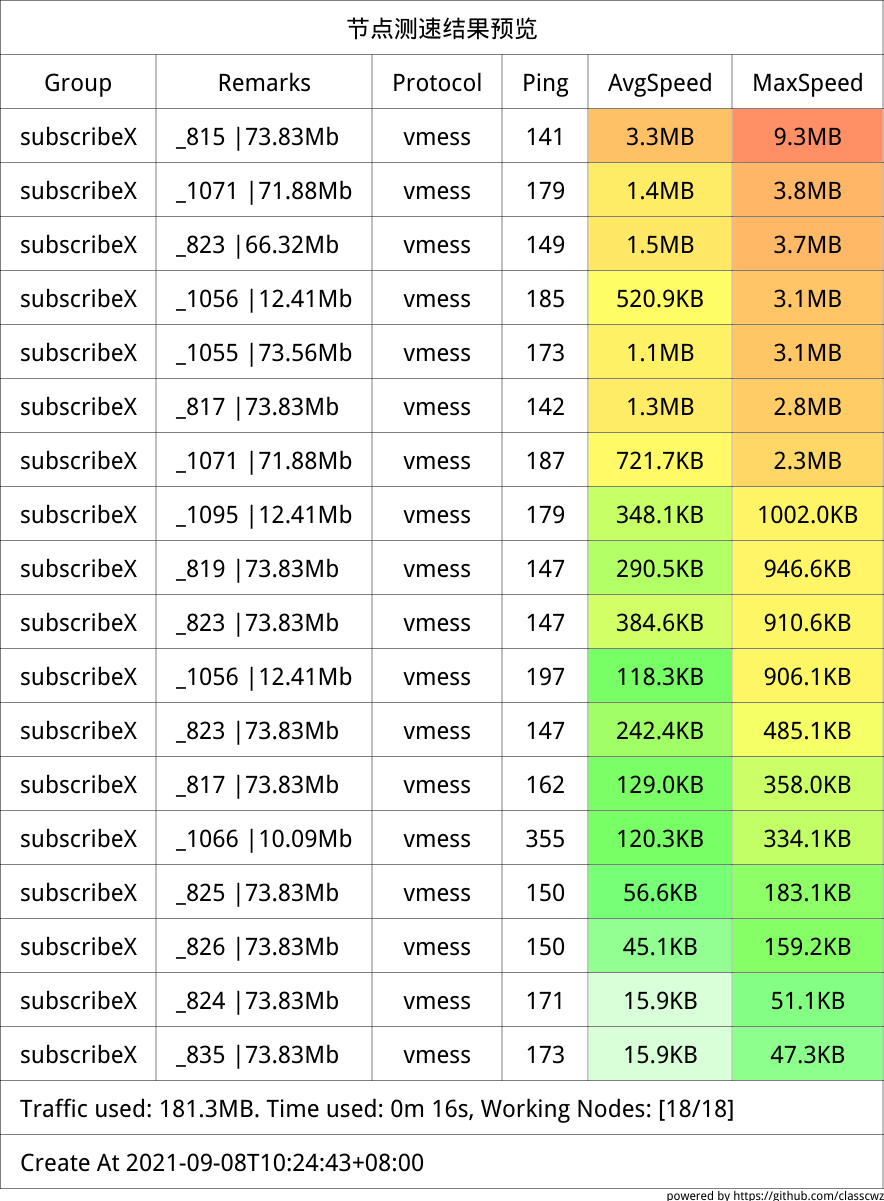 节点测速结果预览
Group Remarks Protocol Ping AvgSpeed MaxSpeed
subscribeX _815 |73.83Mb vmess 141 3.3MB 9.3MB
subscribeX _1071 |71.88Mb vmess 179 1.4MB 3.8MB
subscribeX _823 |66.32Mb vmess 149 1.5MB 3.7MB
subscribeX _1056 |12.41Mb vmess 185 520.9KB 3.1MB
subscribeX _1055 |73.56Mb vmess 173 1.1MB 3.1MB
subscribeX _817 |73.83Mb vmess 142 1.3MB 2.8MB
subscribeX _1071 |71.88Mb vmess 187 721.7KB 2.3MB
subscribeX _1095 |12.41Mb vmess 179 348.1KB 1002.0KB
subscribeX _819 |73.83Mb vmess 147 290.5KB 946.6KB
subscribeX _823 |73.83Mb vmess 147 384.6KB 910.6KB
subscribeX _1056 |12.41Mb vmess 197 118.3KB 906.1KB
subscribeX _823 |73.83Mb vmess 147 242.4KB 485.1KB
subscribeX _817 |73.83Mb vmess 162 129.0KB 358.0KB
subscribeX _1066 |10.09Mb vmess 355 120.3KB 334.1KB
subscribeX _825 |73.83Mb vmess 150 56.6KB 183.1KB
subscribeX _826 |73.83Mb vmess 150 45.1KB 159.2KB
subscribeX _824 |73.83Mb vmess 171 15.9KB 51.1KB
subscribeX _835 |73.83Mb vmess 173 15.9KB 47.3KB
Traffic used: 181.3MB. Time used: 0m 16s, Working Nodes: [18/18]
Create At 2021-09-08T10:24:43+08:00
powered by https://github.com/classcwz